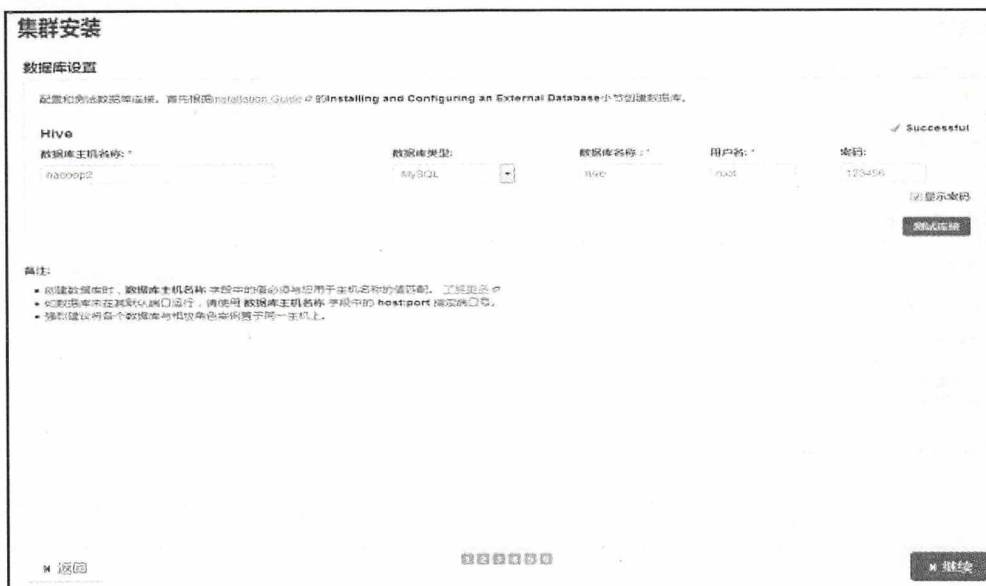 集群安装
数据库设置
配置和测试数据库连接。首先根据Installation Guide 的Installing and Configuring an External Database小节创建数据库。
Hive
✓ Successful
数据库主机名称: * 数据库类型: 数据库名称: * 用户名: * 密码:
hadoop2 MySQL hive root 123456
显示密码
测试连接
备注:
• 创建数据库时，数据库主机名称 字段中的值必须与应用于主机名称的值匹配。 了解更多
• 如数据库未在其默认端口运行，请使用 数据库主机名称 字段中的 host:port 指定端口号。
• 强烈建议将各个数据库与相应角色实例置于同一主机上。
返回
1 2 3 4 5 6
继续